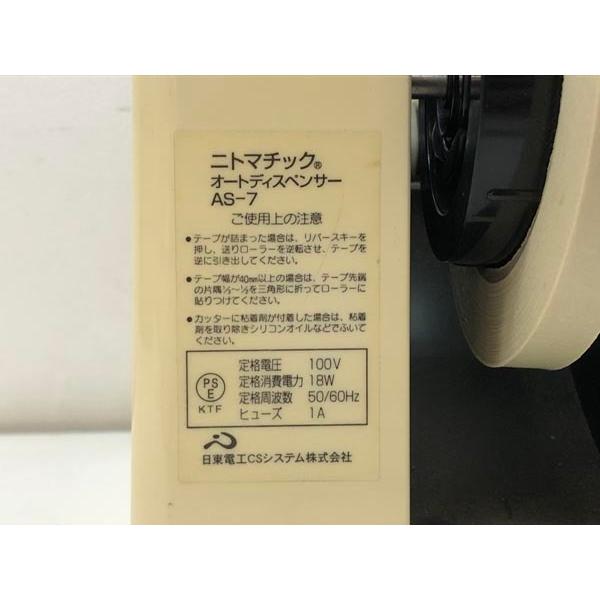 ニトマチック®
オートディスペンサー
AS-7
ご使用上の注意
●テープが詰まった場合は、リバースキーを
押し、送りローラーを逆転させ、テープを
逆に引き出してください。
●テープ幅が40mm以上の場合は、テープ先端
の片隅⅓~½を三角形に折ってローラーに
貼りつけてください。
●カッターに粘着剤が付着した場合は、粘着
剤を取り除きシリコンオイルなどでふいて
ください。
PS
E
KTF
定格電圧 100V
定格消費電力 18W
定格周波数 50/60Hz
ヒューズ 1A
日東電工CSシステム株式会社